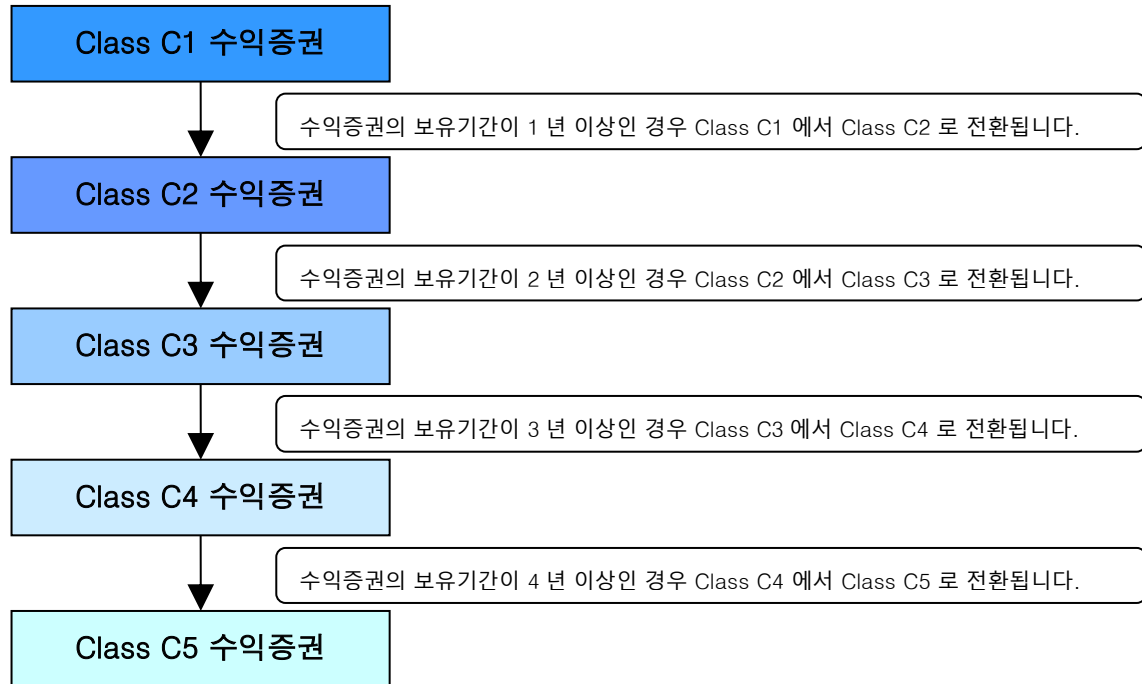 Class C1 수익증권
수익증권의 보유기간이 1 년 이상인 경우 Class C1 에서 Class C2 로 전환됩니다.
Class C2 수익증권
수익증권의 보유기간이 2 년 이상인 경우 Class C2 에서 Class C3 로 전환됩니다.
Class C3 수익증권
수익증권의 보유기간이 3 년 이상인 경우 Class C3 에서 Class C4 로 전환됩니다.
Class C4 수익증권
수익증권의 보유기간이 4 년 이상인 경우 Class C4 에서 Class C5 로 전환됩니다.
Class C5 수익증권